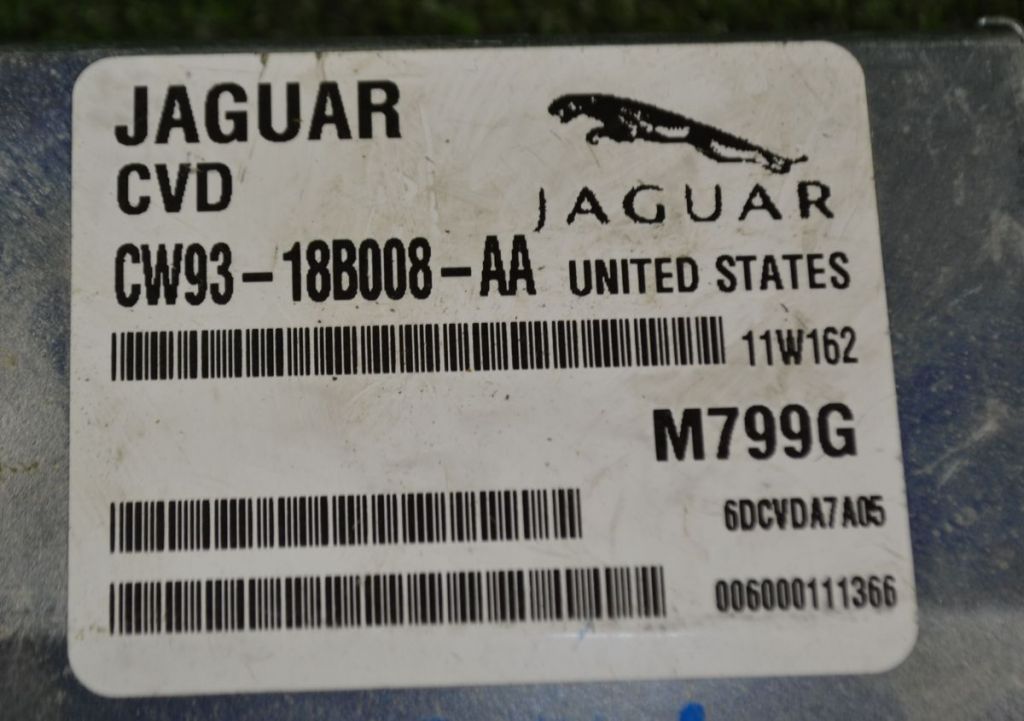 JAGUAR
CVD
JAGUAR
CW93-18B008-AA
UNITED STATES
11W162
M799G
6DCVDA7A05
006000111366